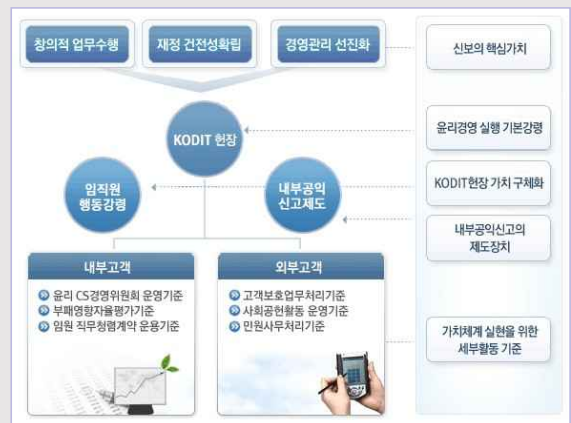 창의적 업무수행
재정 건전성확립
경영관리 선진화
신보의 핵심가치
KODIT 헌장
윤리경영 실행 기본강령
임직원
행동강령
내부공익
신고제도
KODIT헌장 가치 구체화
내부공익신고의
제도장치
내부고객
윤리 CS경영위원회 운영기준
부패영향자율평가기준
임원 직무청렴계약 운용기준
외부고객
고객보호업무처리기준
사회공헌활동 운영기준
민원사무처리기준
가치체계 실현을 위한
세부활동 기준